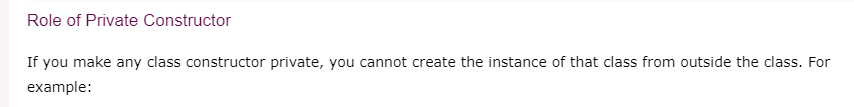 Role of Private Constructor
If you make any class constructor private, you cannot create the instance of that class from outside the class. For
example: